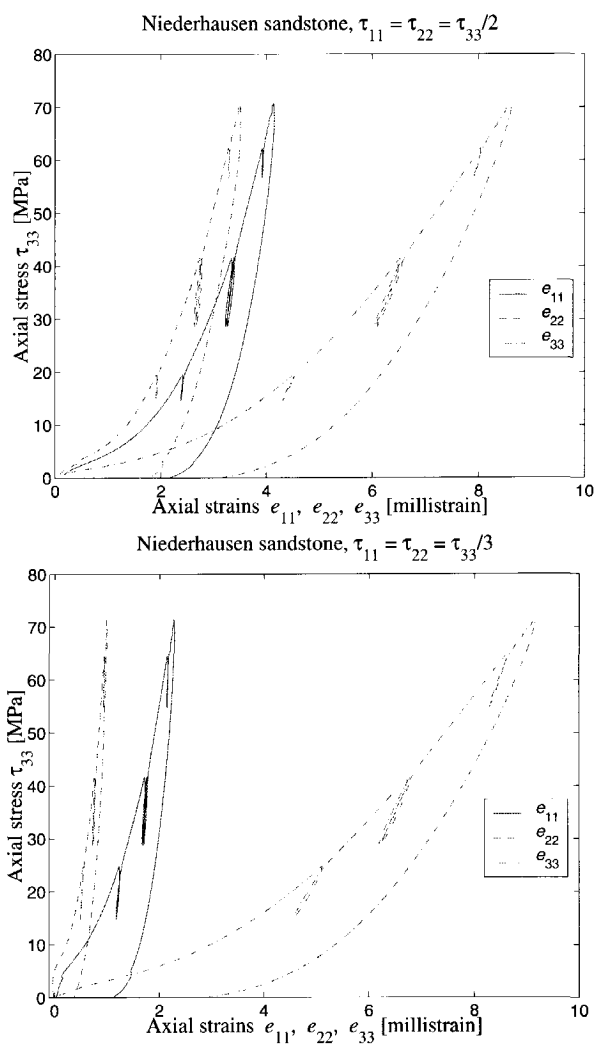 Niederhausen sandstone, τ11 = τ22 = τ33/2
80
70
60
50
40
30
20
10
0
Axial stress τ33 [MPa]
e11
e22
e33
0 2 4 6 8 10
Axial strains e11, e22, e33 [millistrain]
Niederhausen sandstone, τ11 = τ22 = τ33/3
80
70
60
50
40
30
20
10
0
Axial stress τ33 [MPa]
e11
e22
e33
0 2 4 6 8 10
Axial strains e11, e22, e33 [millistrain]